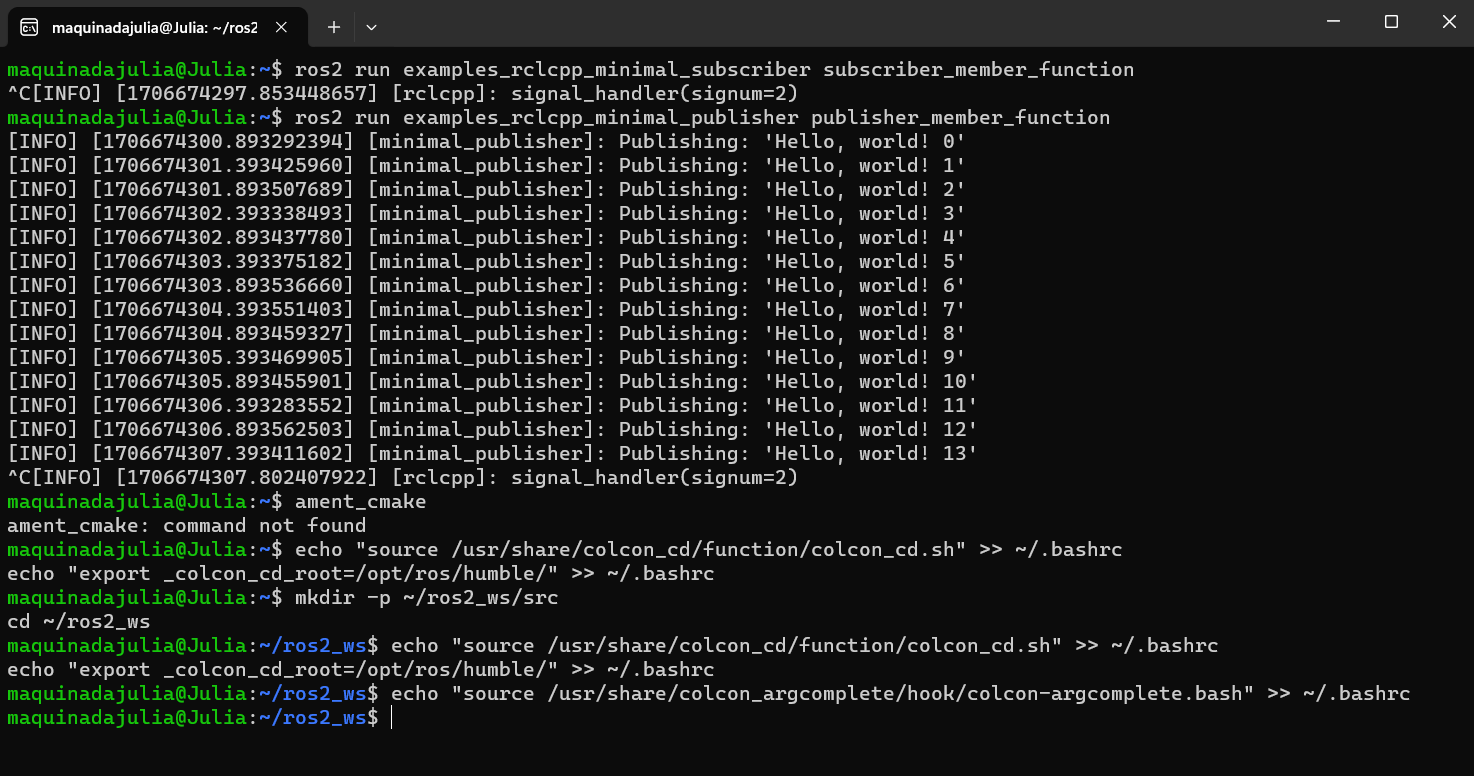 maquinadajulia@Julia: ~/ros2
maquinadajulia@Julia:~$ ros2 run examples_rclcpp_minimal_subscriber subscriber_member_function
^C[INFO] [1706674297.853448657] [rclcpp]: signal_handler(signum=2)
maquinadajulia@Julia:~$ ros2 run examples_rclcpp_minimal_publisher publisher_member_function
[INFO] [1706674300.893292394] [minimal_publisher]: Publishing: 'Hello, world! 0'
[INFO] [1706674301.393425960] [minimal_publisher]: Publishing: 'Hello, world! 1'
[INFO] [1706674301.893507689] [minimal_publisher]: Publishing: 'Hello, world! 2'
[INFO] [1706674302.393338493] [minimal_publisher]: Publishing: 'Hello, world! 3'
[INFO] [1706674302.893437780] [minimal_publisher]: Publishing: 'Hello, world! 4'
[INFO] [1706674303.393375182] [minimal_publisher]: Publishing: 'Hello, world! 5'
[INFO] [1706674303.893536660] [minimal_publisher]: Publishing: 'Hello, world! 6'
[INFO] [1706674304.393551403] [minimal_publisher]: Publishing: 'Hello, world! 7'
[INFO] [1706674304.893459327] [minimal_publisher]: Publishing: 'Hello, world! 8'
[INFO] [1706674305.393469905] [minimal_publisher]: Publishing: 'Hello, world! 9'
[INFO] [1706674305.893455901] [minimal_publisher]: Publishing: 'Hello, world! 10'
[INFO] [1706674306.393283552] [minimal_publisher]: Publishing: 'Hello, world! 11'
[INFO] [1706674306.893562503] [minimal_publisher]: Publishing: 'Hello, world! 12'
[INFO] [1706674307.393411602] [minimal_publisher]: Publishing: 'Hello, world! 13'
^C[INFO] [1706674307.802407922] [rclcpp]: signal_handler(signum=2)
maquinadajulia@Julia:~$ ament_cmake
ament_cmake: command not found
maquinadajulia@Julia:~$ echo "source /usr/share/colcon_cd/function/colcon_cd.sh" >> ~/.bashrc
echo "export _colcon_cd_root=/opt/ros/humble/" >> ~/.bashrc
maquinadajulia@Julia:~$ mkdir -p ~/ros2_ws/src
cd ~/ros2_ws
maquinadajulia@Julia:~/ros2_ws$ echo "source /usr/share/colcon_cd/function/colcon_cd.sh" >> ~/.bashrc
echo "export _colcon_cd_root=/opt/ros/humble/" >> ~/.bashrc
maquinadajulia@Julia:~/ros2_ws$ echo "source /usr/share/colcon_argcomplete/hook/colcon-argcomplete.bash" >> ~/.bashrc
maquinadajulia@Julia:~/ros2_ws$